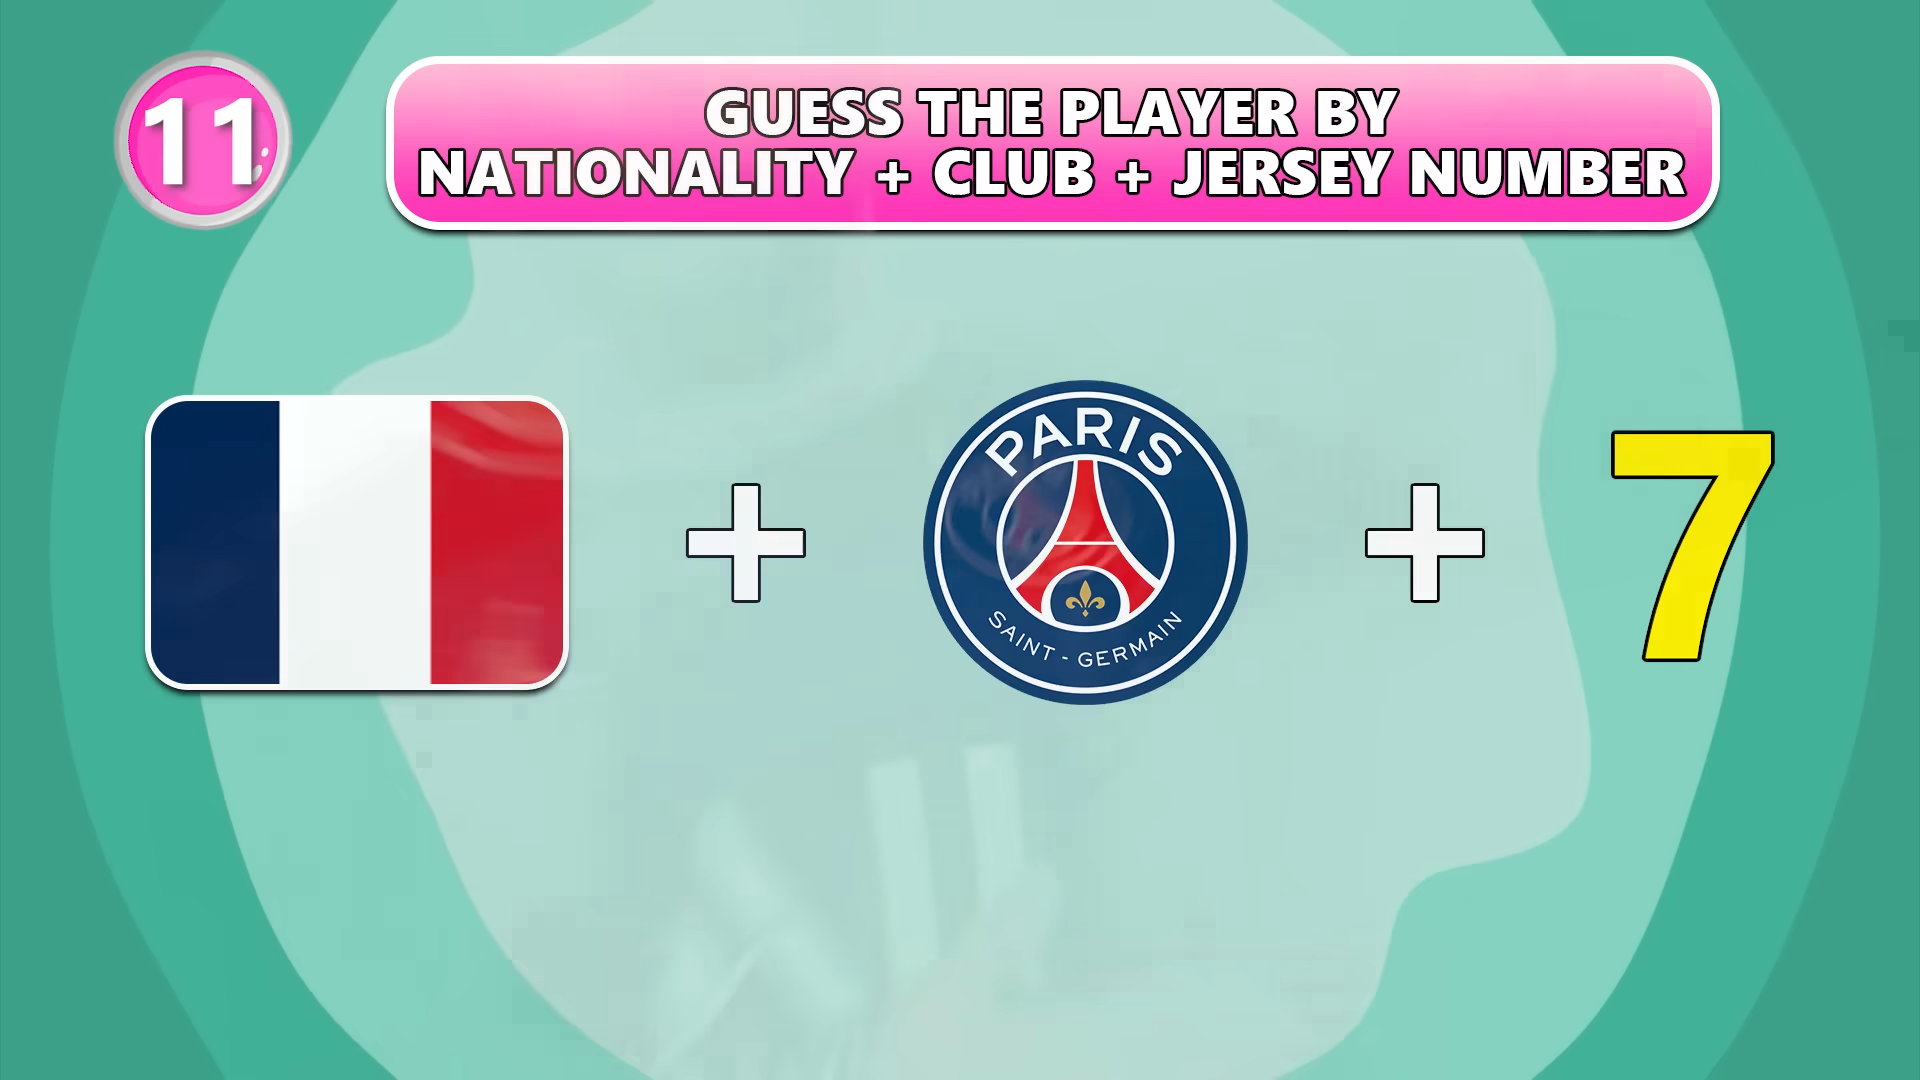 11
GUESS THE PLAYER BY
NATIONALITY + CLUB + JERSEY NUMBER
+
PARIS
SAINT - GERMAIN
+
7